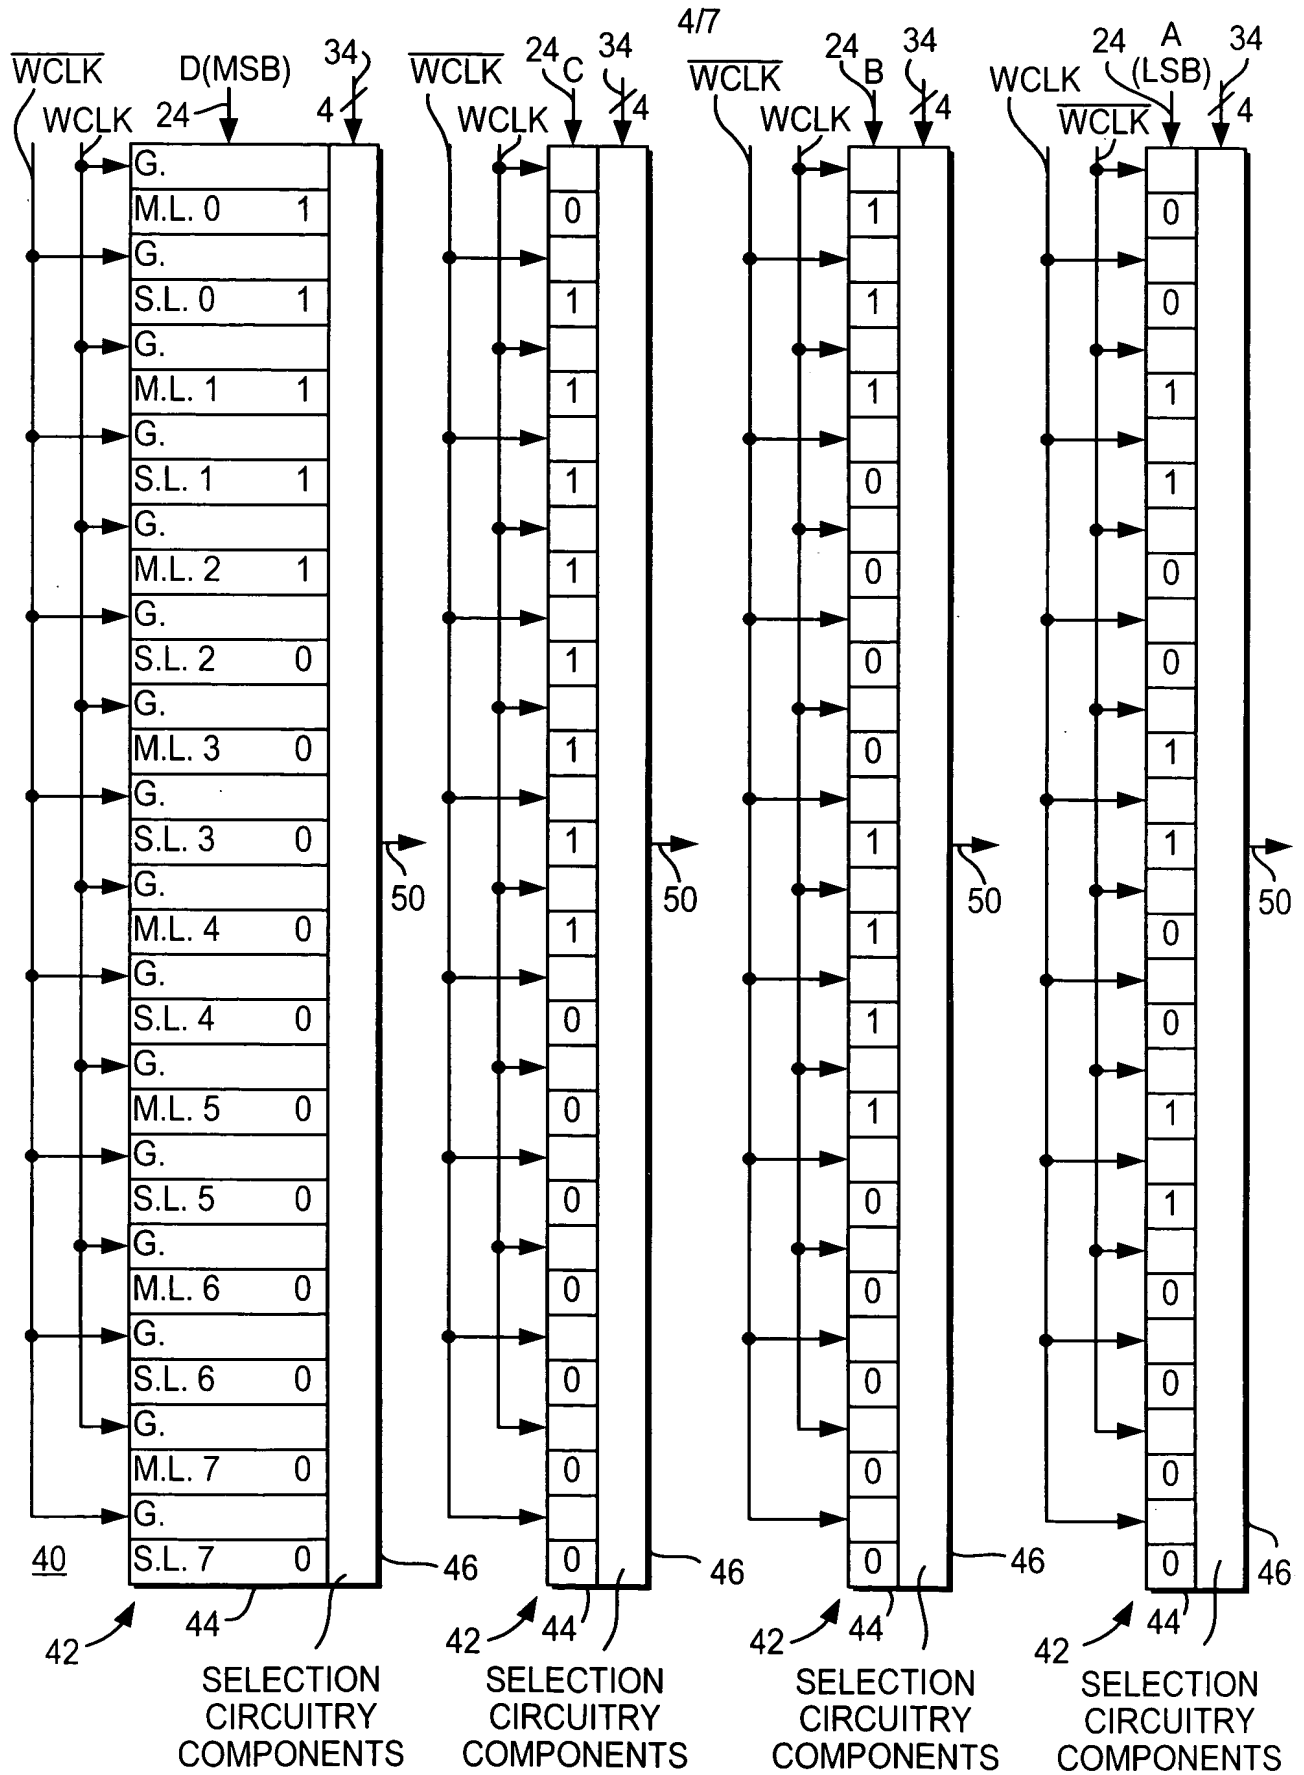 4/7
WCLK
D(MSB)
34
24
WCLK
4
WCLK
24
C
34
WCLK
4
WCLK
24
B
34
WCLK
4
WCLK
24
A
(LSB)
34
WCLK
4
G.
M.L. 0 1 0 1 0
G.
S.L. 0 1 1 1 0
G.
M.L. 1 1 1 1 1
G.
S.L. 1 1 1 0 1
G.
M.L. 2 1 1 0 0
G.
S.L. 2 0 1 0 0
G.
M.L. 3 0 1 0 1
G.
S.L. 3 0 1 1 1
50 50 50 50
G.
M.L. 4 0 1 1 0
G.
S.L. 4 0 0 1 0
G.
M.L. 5 0 0 1 1
G.
S.L. 5 0 0 0 1
G.
M.L. 6 0 0 0 0
G.
S.L. 6 0 0 0 0
G.
M.L. 7 0 0 0 0
G.
S.L. 7 0 0 0 0
40
46 46 46 46
42 44 42 44 42 44 42 44
SELECTION
CIRCUITRY
COMPONENTS
SELECTION
CIRCUITRY
COMPONENTS
SELECTION
CIRCUITRY
COMPONENTS
SELECTION
CIRCUITRY
COMPONENTS